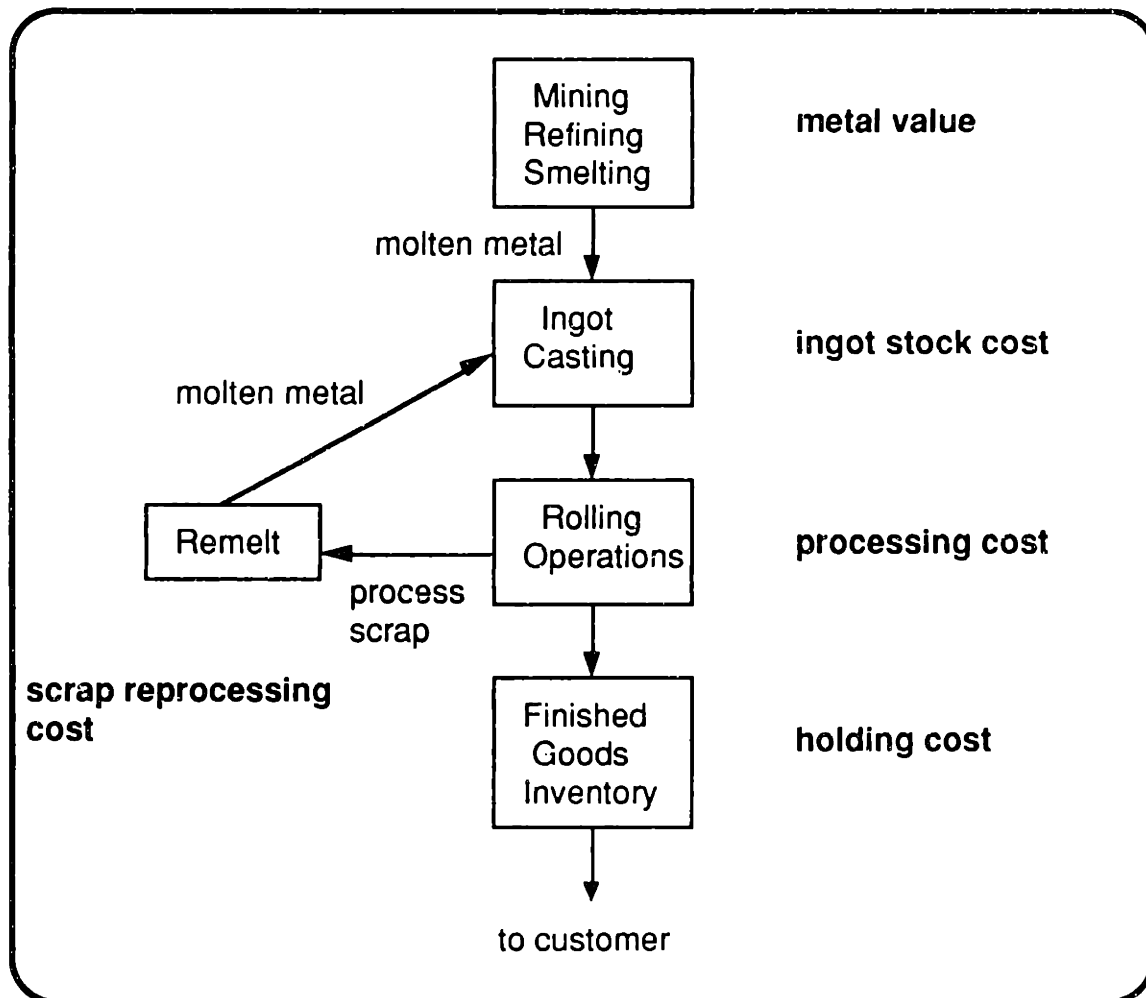 Mining
Refining
Smelting
metal value
molten metal
Ingot
Casting
ingot stock cost
molten metal
Remelt
Rolling
Operations
processing cost
process
scrap
scrap reprocessing
cost
Finished
Goods
Inventory
holding cost
to customer